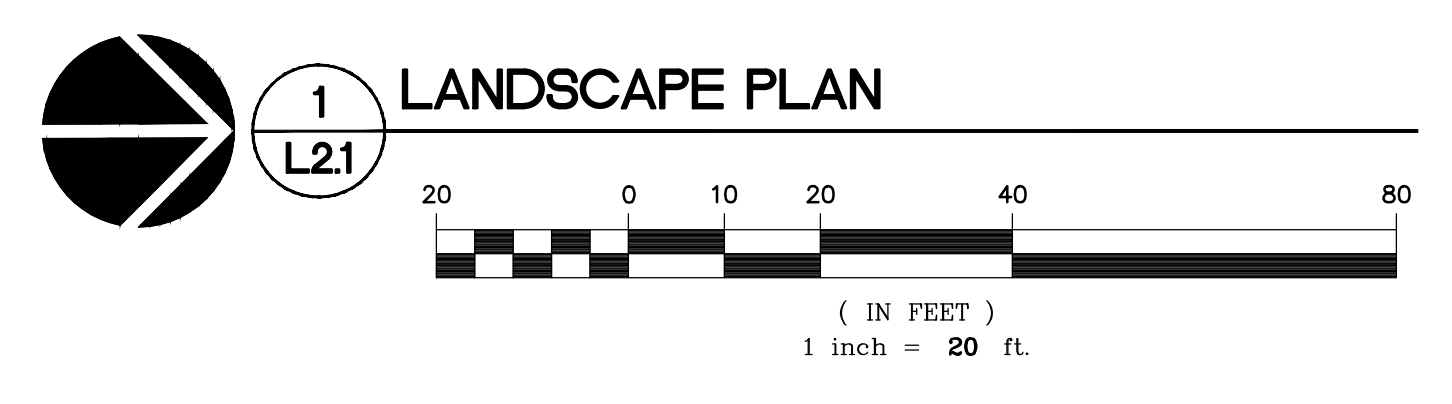 1
L2.1
LANDSCAPE PLAN
20 0 10 20 40 80
( IN FEET )
1 inch = 20 ft.